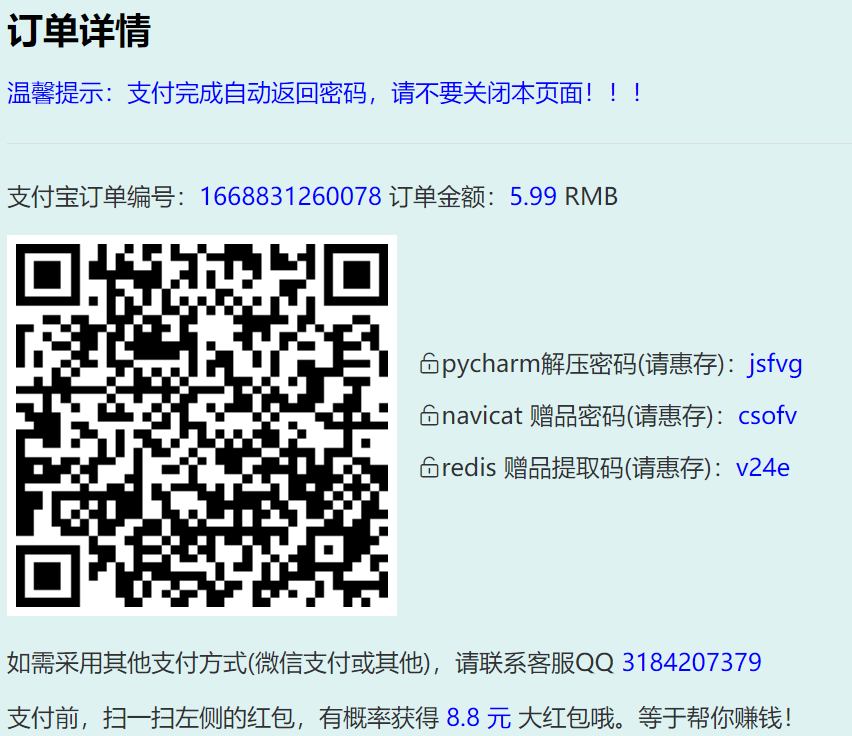 订单详情
温馨提示：支付完成自动返回密码，请不要关闭本页面！！！
支付宝订单编号：1668831260078 订单金额：5.99 RMB
pycharm解压密码(请惠存)：jsfvg
navicat 赠品密码(请惠存)：csofv
redis 赠品提取码(请惠存)：v24e
如需采用其他支付方式(微信支付或其他)，请联系客服QQ 3184207379
支付前，扫一扫左侧的红包，有概率获得 8.8 元 大红包哦。等于帮你赚钱！